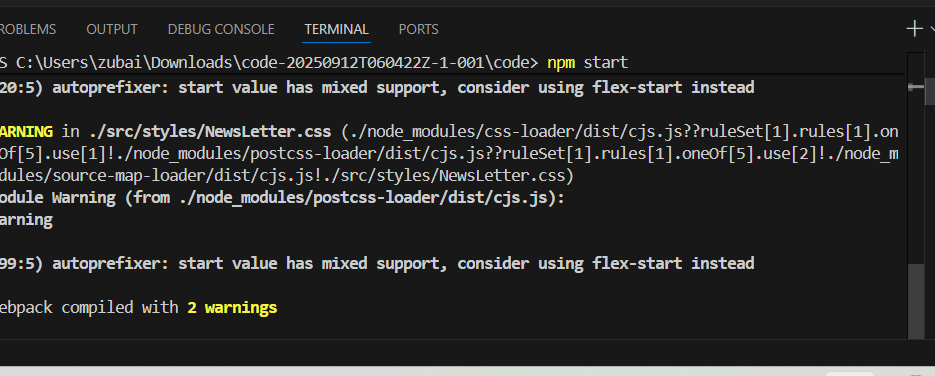 ROBLEMS OUTPUT DEBUG CONSOLE TERMINAL PORTS
S C:\Users\zubai\Downloads\code-20250912T060422Z-1-001\code> npm start
20:5) autoprefixer: start value has mixed support, consider using flex-start instead
ARNING in ./src/styles/NewsLetter.css (./node_modules/css-loader/dist/cjs.js??ruleSet[1].rules[1].on
Of[5].use[1]!./node_modules/postcss-loader/dist/cjs.js??ruleSet[1].rules[1].oneOf[5].use[2]!./node_m
dules/source-map-loader/dist/cjs.js!./src/styles/NewsLetter.css)
odule Warning (from ./node_modules/postcss-loader/dist/cjs.js):
arning
99:5) autoprefixer: start value has mixed support, consider using flex-start instead
ebpack compiled with 2 warnings